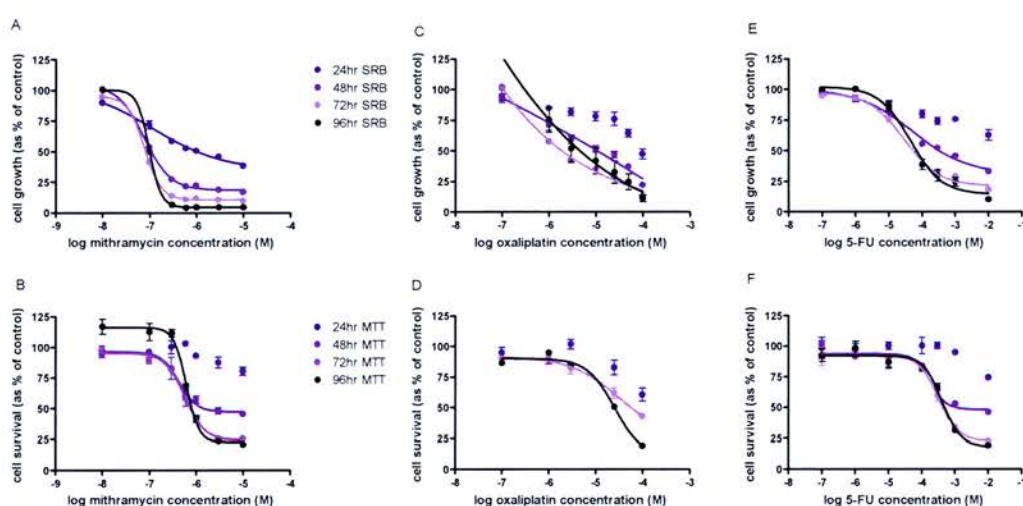 A
cell growth (as % of control)
125
100
75
50
25
0
-9
-8
-7
-6
-5
-4
log mithramycin concentration (M)
24hr SRB
48hr SRB
72hr SRB
96hr SRB
C
cell growth (as % of control)
125
100
75
50
25
0
-8
-7
-6
-5
-4
-3
log oxaliplatin concentration (M)
E
cell growth (as % of control)
125
100
75
50
25
0
-8
-7
-6
-5
-4
-3
-2
-1
log 5-FU concentration (M)
B
cell survival (as % of control)
125
100
75
50
25
0
-9
-8
-7
-6
-5
-4
log mithramycin concentration (M)
24hr MTT
48hr MTT
72hr MTT
96hr MTT
D
cell survival (as % of control)
125
100
75
50
25
0
-8
-7
-6
-5
-4
-3
log oxaliplatin concentration (M)
F
cell survival (as % of control)
125
100
75
50
25
0
-8
-7
-6
-5
-4
-3
-2
-1
log 5-FU concentration (M)